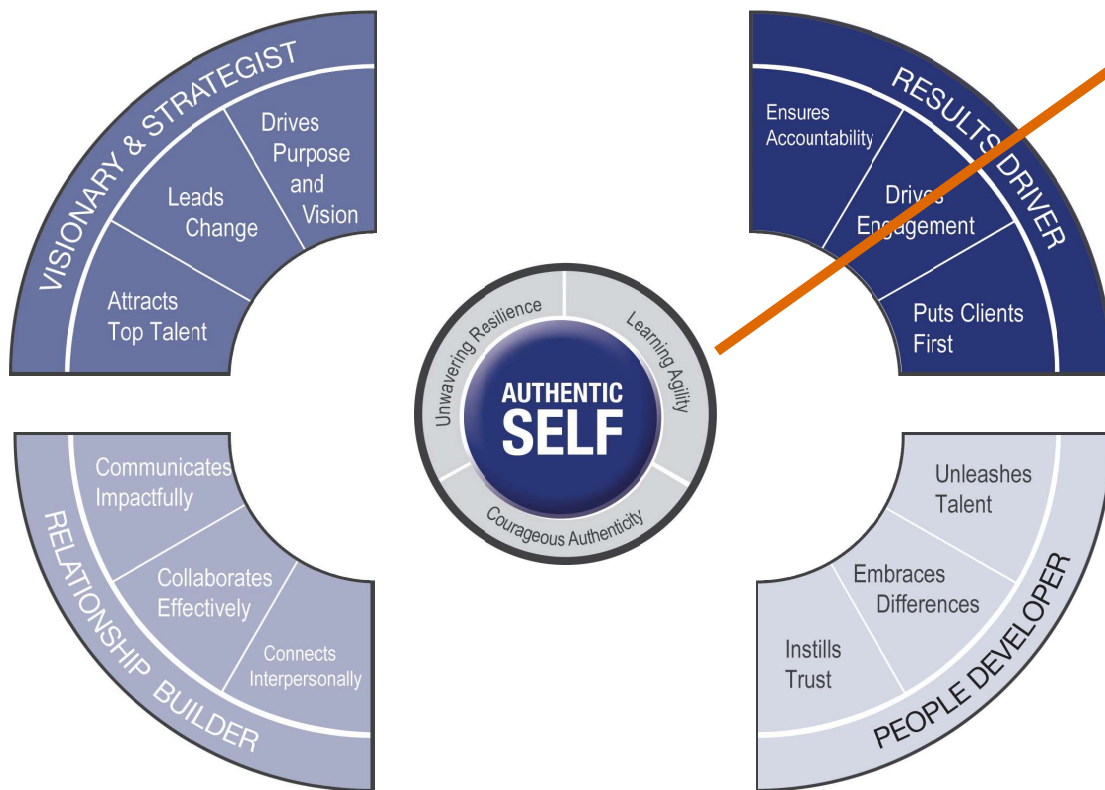 VISIONARY & STRATEGIST
Drives
Purpose
and
Vision
Leads
Change
Attracts
Top Talent
RESULTS DRIVER
Ensures
Accountability
Drives
Engagement
Puts Clients
First
Unwavering Resilience
Learning Agility
AUTHENTIC
SELF
Courageous Authenticity
Communicates
Impactfully
Collaborates
Effectively
Connects
Interpersonally
RELATIONSHIP BUILDER
Unleashes
Talent
Embraces
Differences
Instills
Trust
PEOPLE DEVELOPER